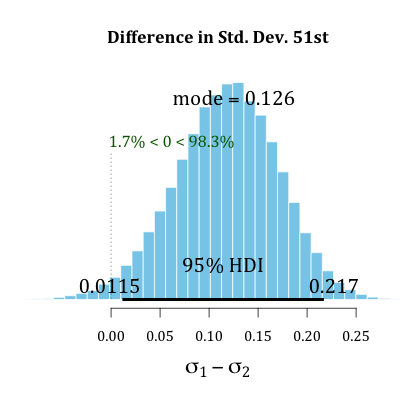 Difference in Std. Dev. 51st
mode = 0.126
1.7% < 0 < 98.3%
95% HDI
0.0115 0.217
0.00 0.05 0.10 0.15 0.20 0.25
σ₁ − σ₂